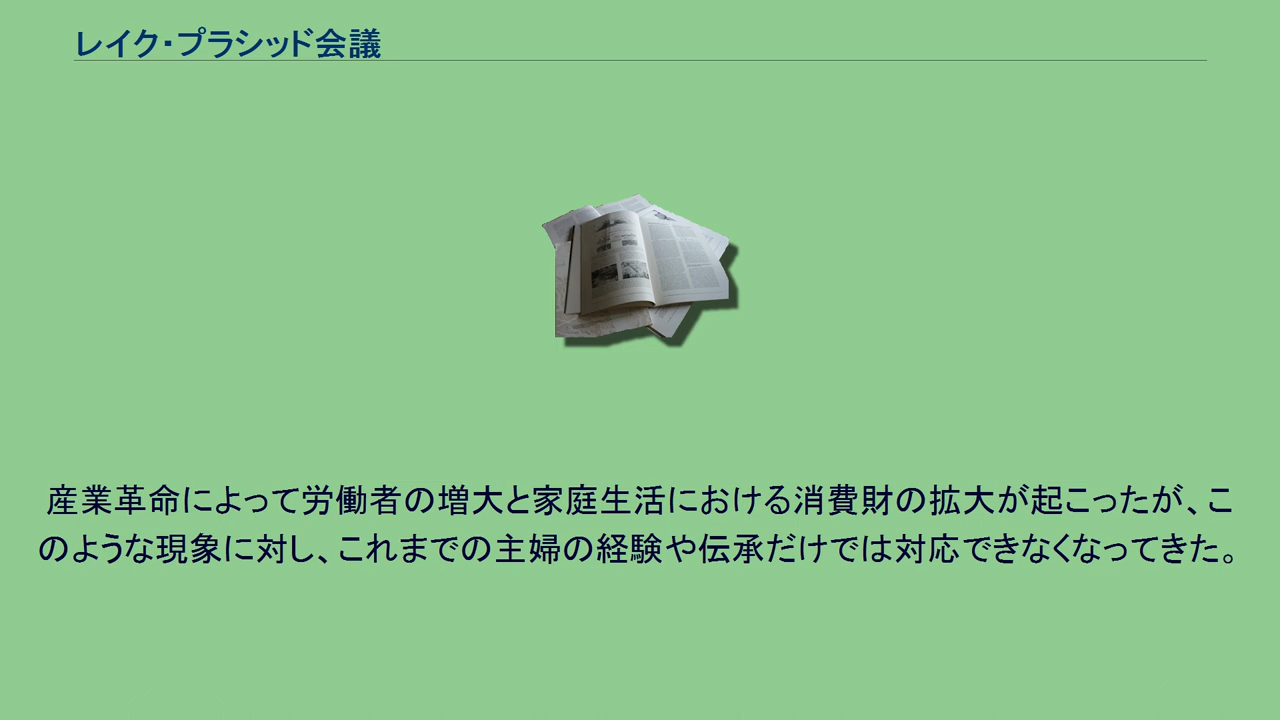 レイク・プラシッド会議
産業革命によって労働者の増大と家庭生活における消費財の拡大が起こったが、こ
のような現象に対し、これまでの主婦の経験や伝承だけでは対応できなくなってきた。